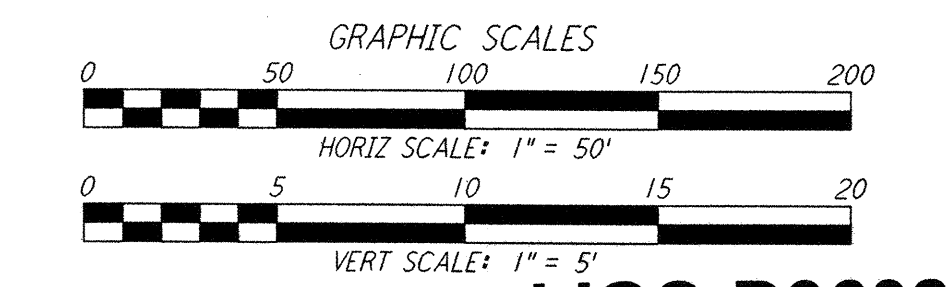 GRAPHIC SCALES
0 50 100 150 200
HORIZ SCALE: 1" = 50'
0 5 10 15 20
VERT SCALE: 1" = 5'